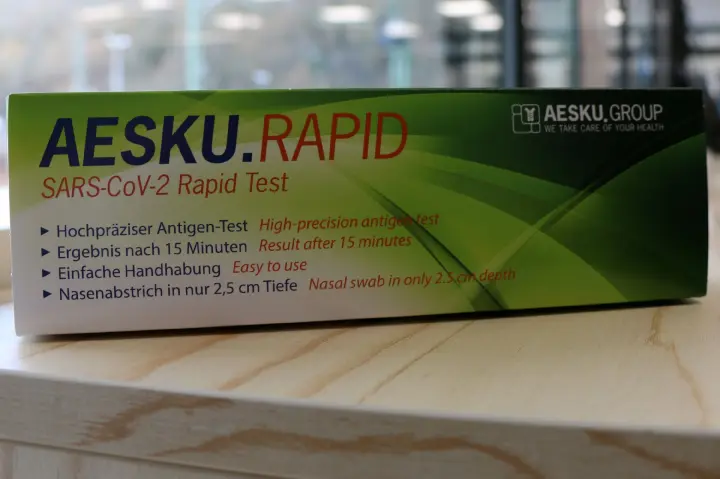 AESKU.RAPID
SARS-CoV-2 Rapid Test
AESKU.GROUP
WE TAKE CARE OF YOUR HEALTH
▸ Hochpräziser Antigen-Test High-precision antigen test
▸ Ergebnis nach 15 Minuten Result after 15 minutes
▸ Einfache Handhabung Easy to use
▸ Nasenabstrich in nur 2,5 cm Tiefe Nasal swab in only 2.5 cm depth